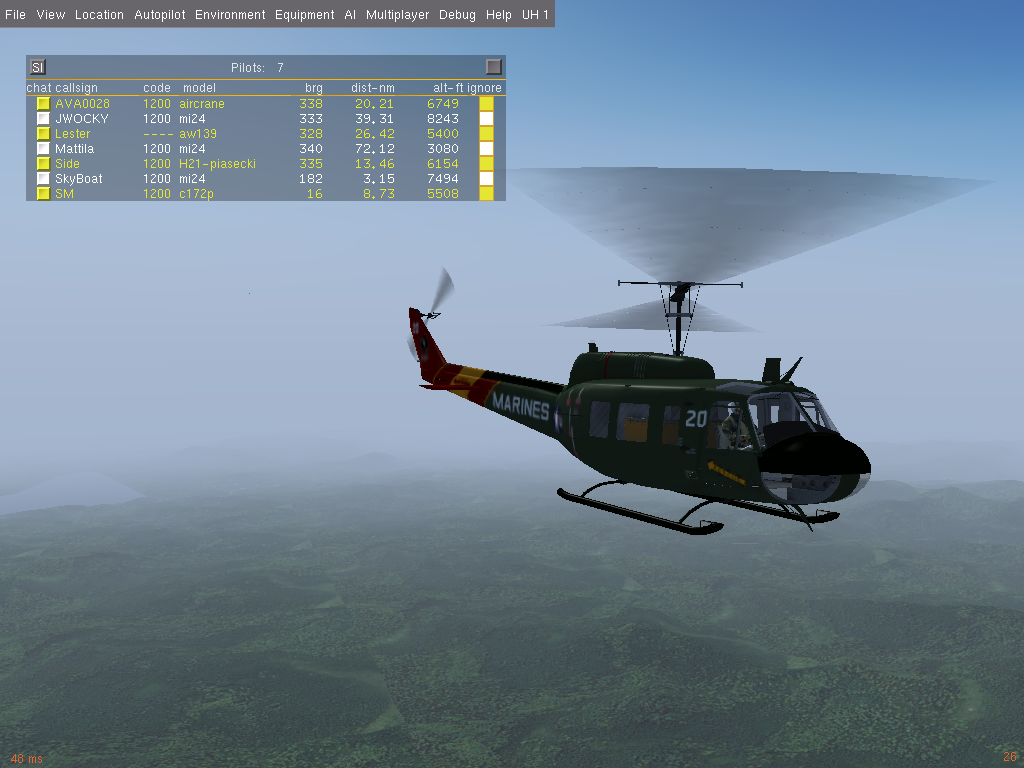 File View Location Autopilot Environment Equipment AI Multiplayer Debug Help UH 1
SI Pilots: 7
chat callsign code model brg dist-nm alt-ft ignore
AVA0028 1200 aircrane 338 20.21 6749
JWOCKY 1200 mi24 333 39.31 8243
Lester ---- aw139 328 26.42 5400
Mattila 1200 mi24 340 72.12 3080
Side 1200 H21-piasecki 335 13.46 6154
SkyBoat 1200 mi24 182 3.15 7494
SM 1200 c172p 16 8.73 5508
MARINES
20
46 ms
26